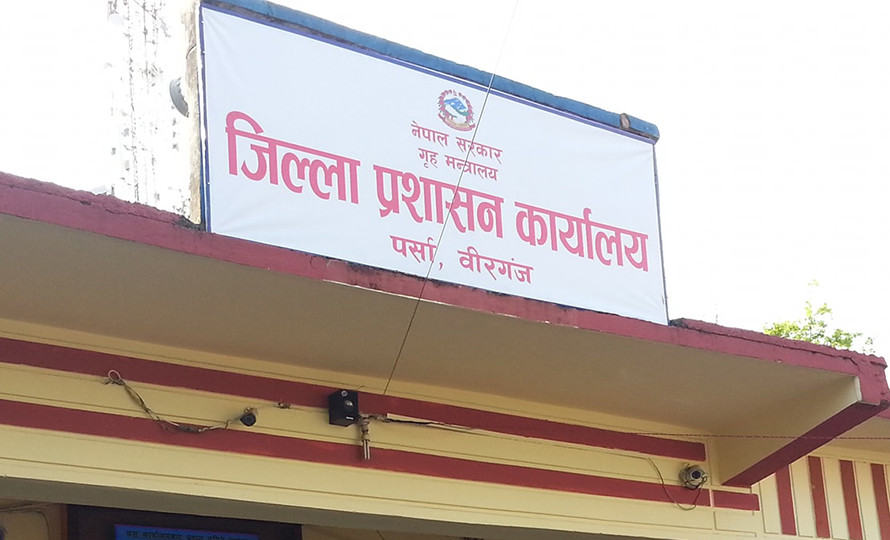 नेपाल सरकार
गृह मन्त्रालय
जिल्ला प्रशासन कार्यालय
पर्सा, वीरगंज